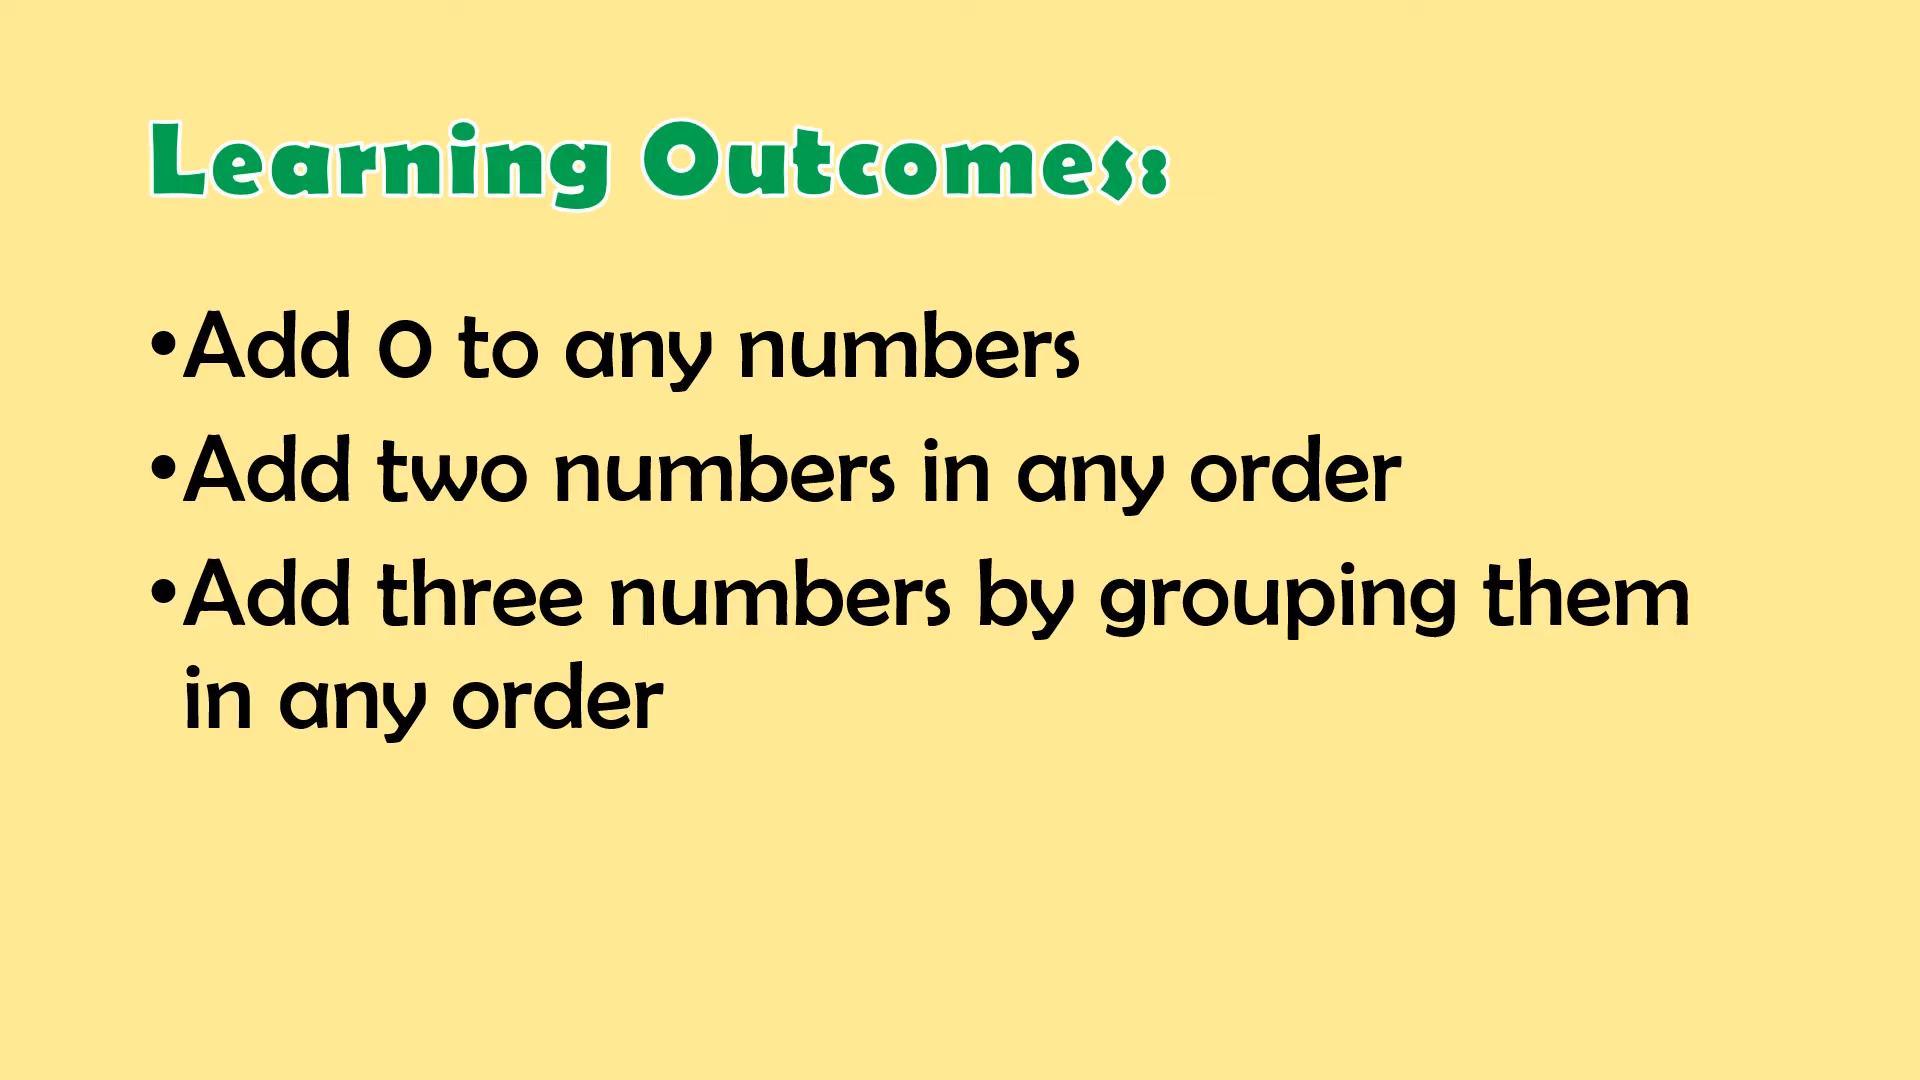 Learning Outcomes:
•Add 0 to any numbers
•Add two numbers in any order
•Add three numbers by grouping them
in any order